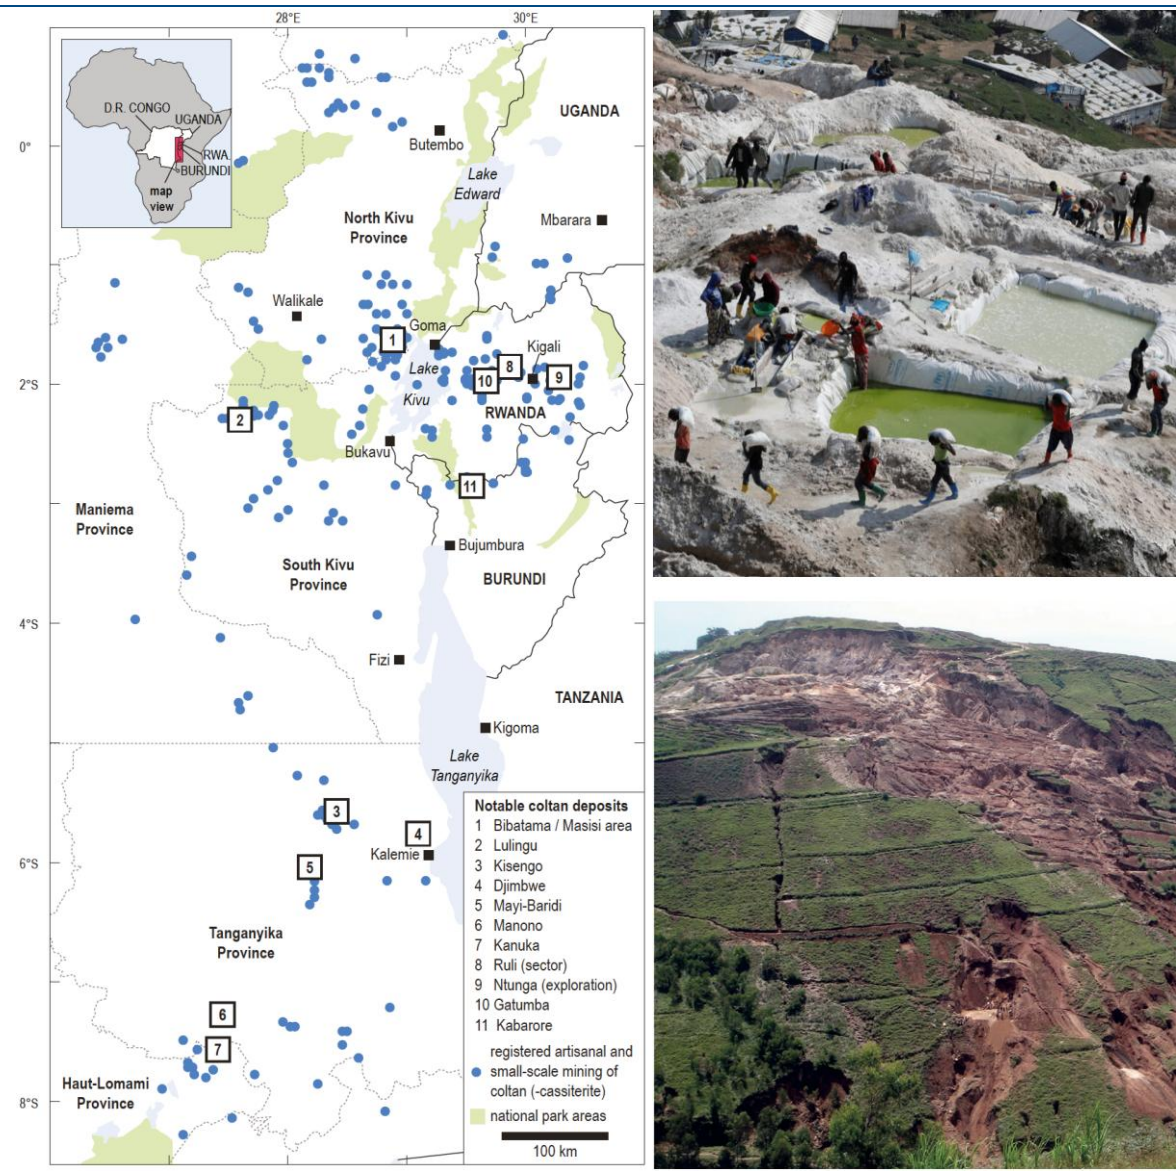 28°E
30°E
0°
2°S
4°S
6°S
8°S
D.R. CONGO
UGANDA
RWA.
BURUNDI
map
view
UGANDA
Butembo
Lake
Edward
North Kivu
Province
Mbarara
Walikale
Goma
1
Kigali
8
Lake
Kivu
10
9
RWANDA
2
Bukavu
11
Maniema
Province
Bujumbura
South Kivu
Province
BURUNDI
Fizi
TANZANIA
Kigoma
Lake
Tanganyika
3
4
Kalemie
5
Tanganyika
Province
6
7
Haut-Lomami
Province
Notable coltan deposits
1 Bibatama / Masisi area
2 Lulingu
3 Kisengo
4 Djimbwe
5 Mayi-Baridi
6 Manono
7 Kanuka
8 Ruli (sector)
9 Ntunga (exploration)
10 Gatumba
11 Kabarore
registered artisanal and
small-scale mining of
coltan (-cassiterite)
national park areas
100 km